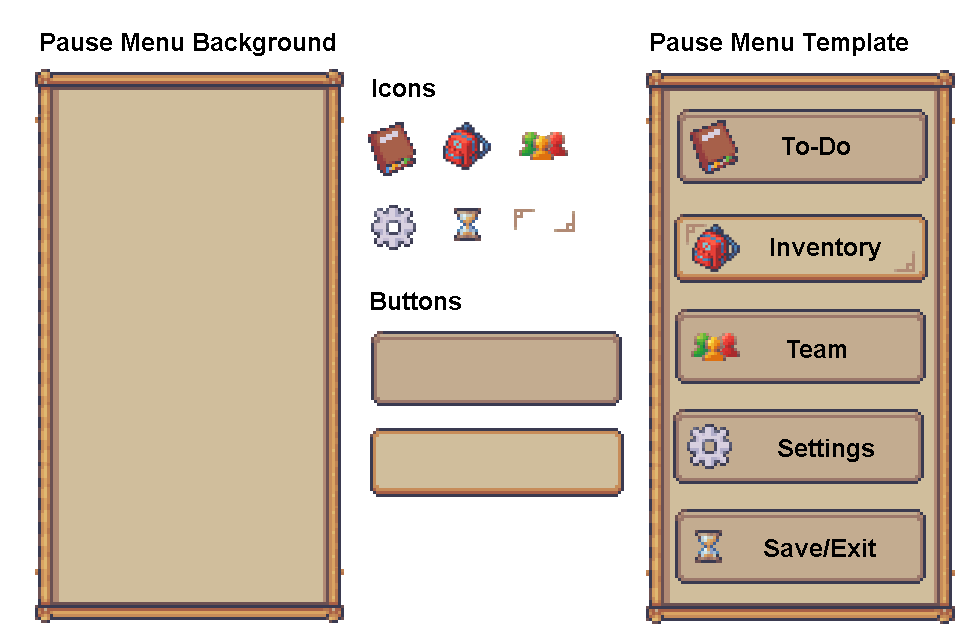 Pause Menu Background
Icons
Buttons
Pause Menu Template
To-Do
Inventory
Team
Settings
Save/Exit